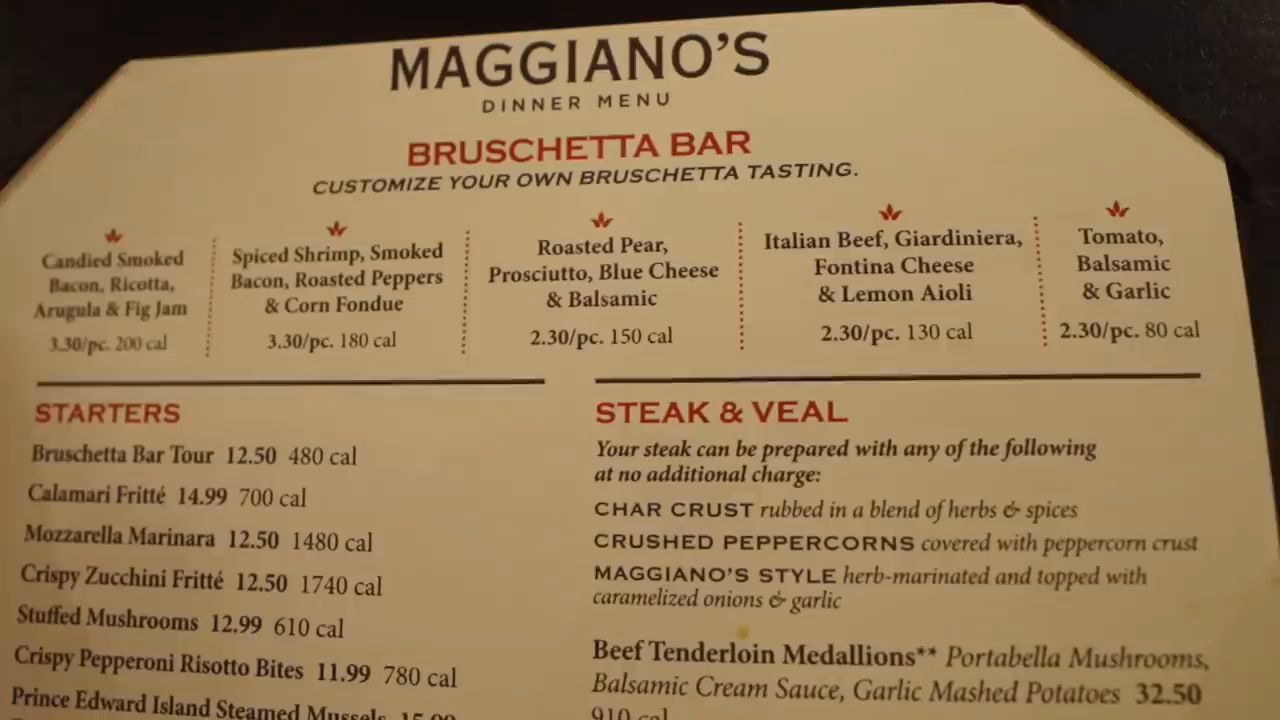 MAGGIANO'S
DINNER MENU
BRUSCHETTA BAR
CUSTOMIZE YOUR OWN BRUSCHETTA TASTING.
Candied Smoked
Bacon, Ricotta,
Arugula & Fig Jam
3.30/pc. 200 cal
Spiced Shrimp, Smoked
Bacon, Roasted Peppers
& Corn Fondue
3.30/pc. 180 cal
Roasted Pear,
Prosciutto, Blue Cheese
& Balsamic
2.30/pc. 150 cal
Italian Beef, Giardiniera,
Fontina Cheese
& Lemon Aioli
2.30/pc. 130 cal
Tomato,
Balsamic
& Garlic
2.30/pc. 80 cal
STARTERS
Bruschetta Bar Tour 12.50 480 cal
Calamari Fritté 14.99 700 cal
Mozzarella Marinara 12.50 1480 cal
Crispy Zucchini Fritté 12.50 1740 cal
Stuffed Mushrooms 12.99 610 cal
Crispy Pepperoni Risotto Bites 11.99 780 cal
Prince Edward Island Steamed Mussels
STEAK & VEAL
Your steak can be prepared with any of the following
at no additional charge:
CHAR CRUST rubbed in a blend of herbs & spices
CRUSHED PEPPERCORNS covered with peppercorn crust
MAGGIANO'S STYLE herb-marinated and topped with
caramelized onions & garlic
Beef Tenderloin Medallions** Portabella Mushrooms,
Balsamic Cream Sauce, Garlic Mashed Potatoes 32.50
910 cal